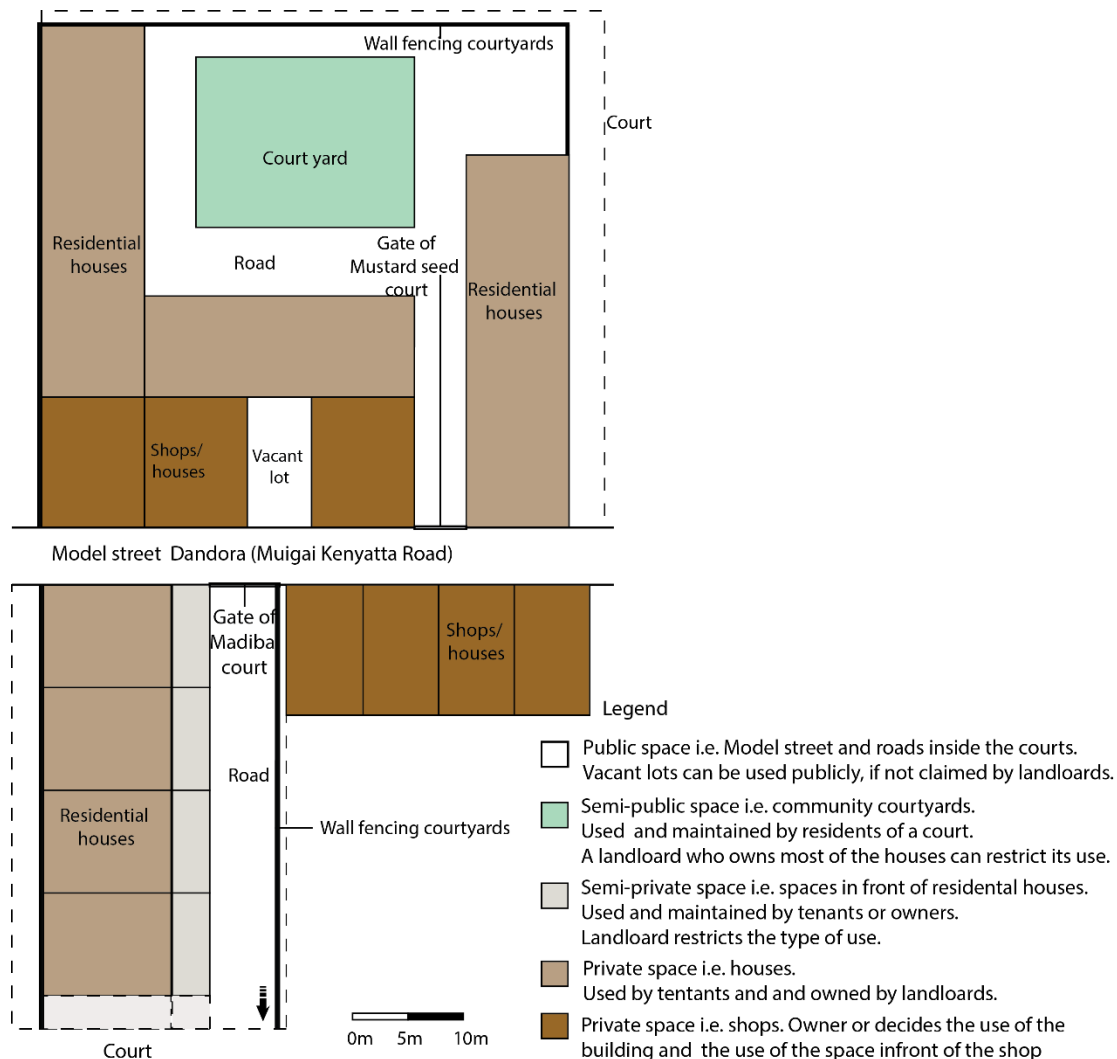 Wall fencing courtyards
Court
Court yard
Residential
houses
Road
Gate of
Mustard seed
court
Residential
houses
Shops/
houses
Vacant
lot
Model street Dandora (Muigai Kenyatta Road)
Gate of
Madiba
court
Shops/
houses
Road
Residential
houses
Wall fencing courtyards
Court
0m 5m 10m
Legend
Public space i.e. Model street and roads inside the courts.
Vacant lots can be used publicly, if not claimed by landloards.
Semi-public space i.e. community courtyards.
Used and maintained by residents of a court.
A landloard who owns most of the houses can restrict its use.
Semi-private space i.e. spaces in front of residental houses.
Used and maintained by tenants or owners.
Landloard restricts the type of use.
Private space i.e. houses.
Used by tentants and and owned by landloards.
Private space i.e. shops. Owner or decides the use of the
building and the use of the space infront of the shop